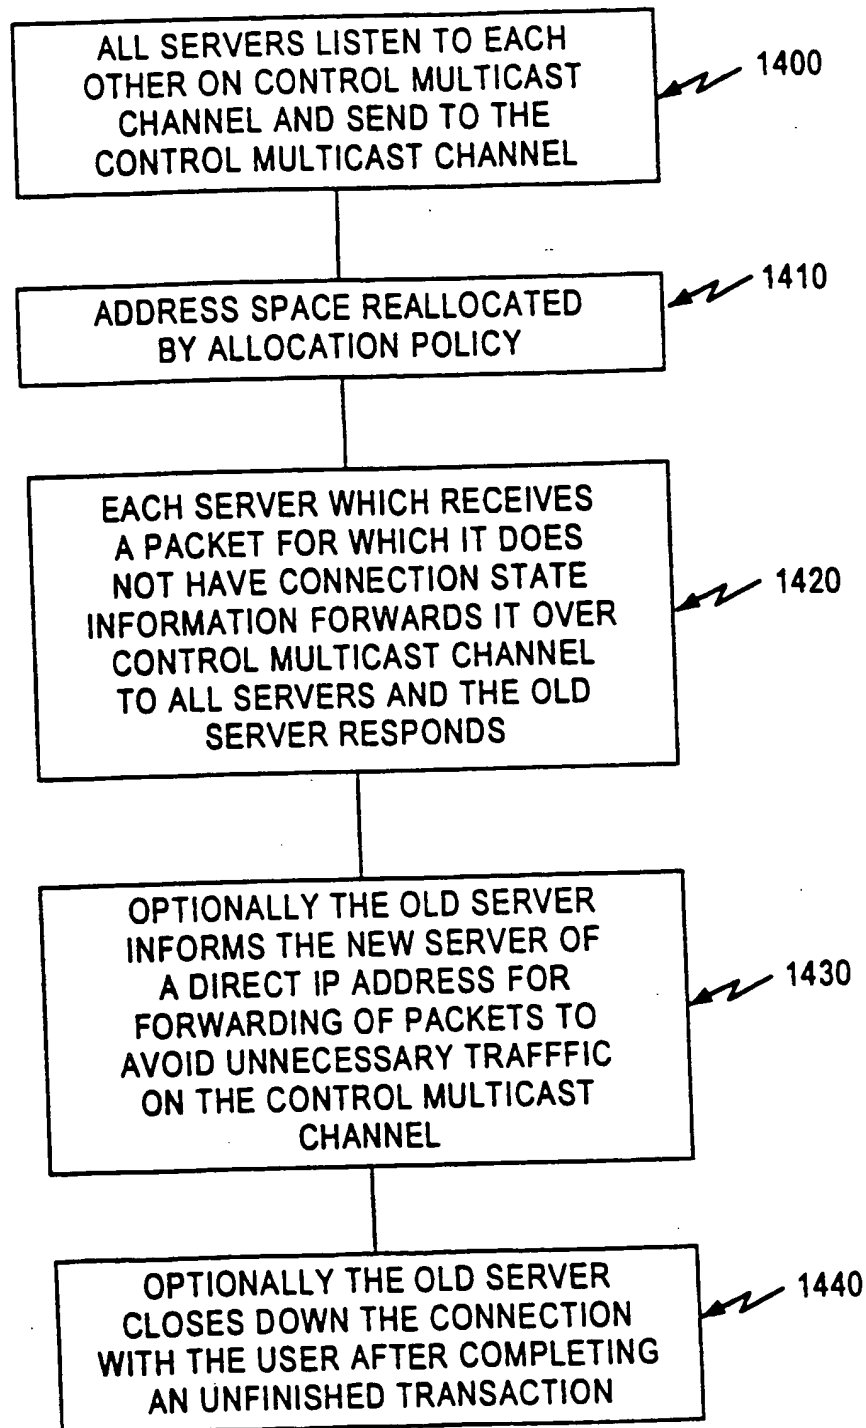 ALL SERVERS LISTEN TO EACH
OTHER ON CONTROL MULTICAST
CHANNEL AND SEND TO THE
CONTROL MULTICAST CHANNEL
1400
ADDRESS SPACE REALLOCATED
BY ALLOCATION POLICY
1410
EACH SERVER WHICH RECEIVES
A PACKET FOR WHICH IT DOES
NOT HAVE CONNECTION STATE
INFORMATION FORWARDS IT OVER
CONTROL MULTICAST CHANNEL
TO ALL SERVERS AND THE OLD
SERVER RESPONDS
1420
OPTIONALLY THE OLD SERVER
INFORMS THE NEW SERVER OF
A DIRECT IP ADDRESS FOR
FORWARDING OF PACKETS TO
AVOID UNNECESSARY TRAFFFIC
ON THE CONTROL MULTICAST
CHANNEL
1430
OPTIONALLY THE OLD SERVER
CLOSES DOWN THE CONNECTION
WITH THE USER AFTER COMPLETING
AN UNFINISHED TRANSACTION
1440